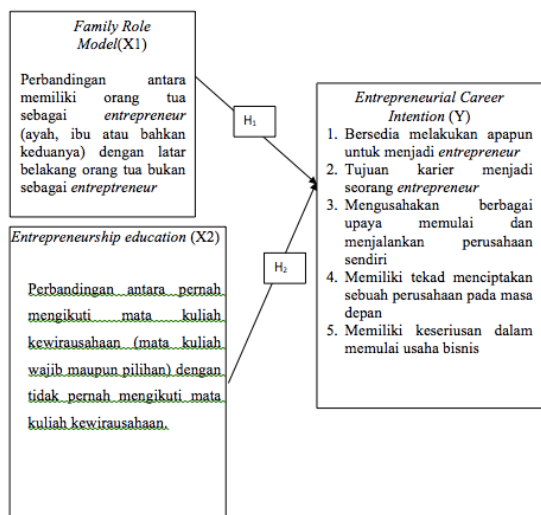 Family Role
Model(X1)
Perbandingan antara
memiliki orang tua
sebagai entrepreneur
(ayah, ibu atau bahkan
keduanya) dengan latar
belakang orang tua bukan
sebagai entreptreneur
H1
Entrepreneurial Career
Intention (Y)
1. Bersedia melakukan apapun
untuk menjadi entrepreneur
2. Tujuan karier menjadi
seorang entrepreneur
3. Mengusahakan berbagai
upaya memulai dan
menjalankan perusahaan
sendiri
4. Memiliki tekad menciptakan
sebuah perusahaan pada masa
depan
5. Memiliki keseriusan dalam
memulai usaha bisnis
Entrepreneurship education (X2)
Perbandingan antara pernah
mengikuti mata kuliah
kewirausahaan (mata kuliah
wajib maupun pilihan) dengan
tidak pernah mengikuti mata
kuliah kewirausahaan.
H2